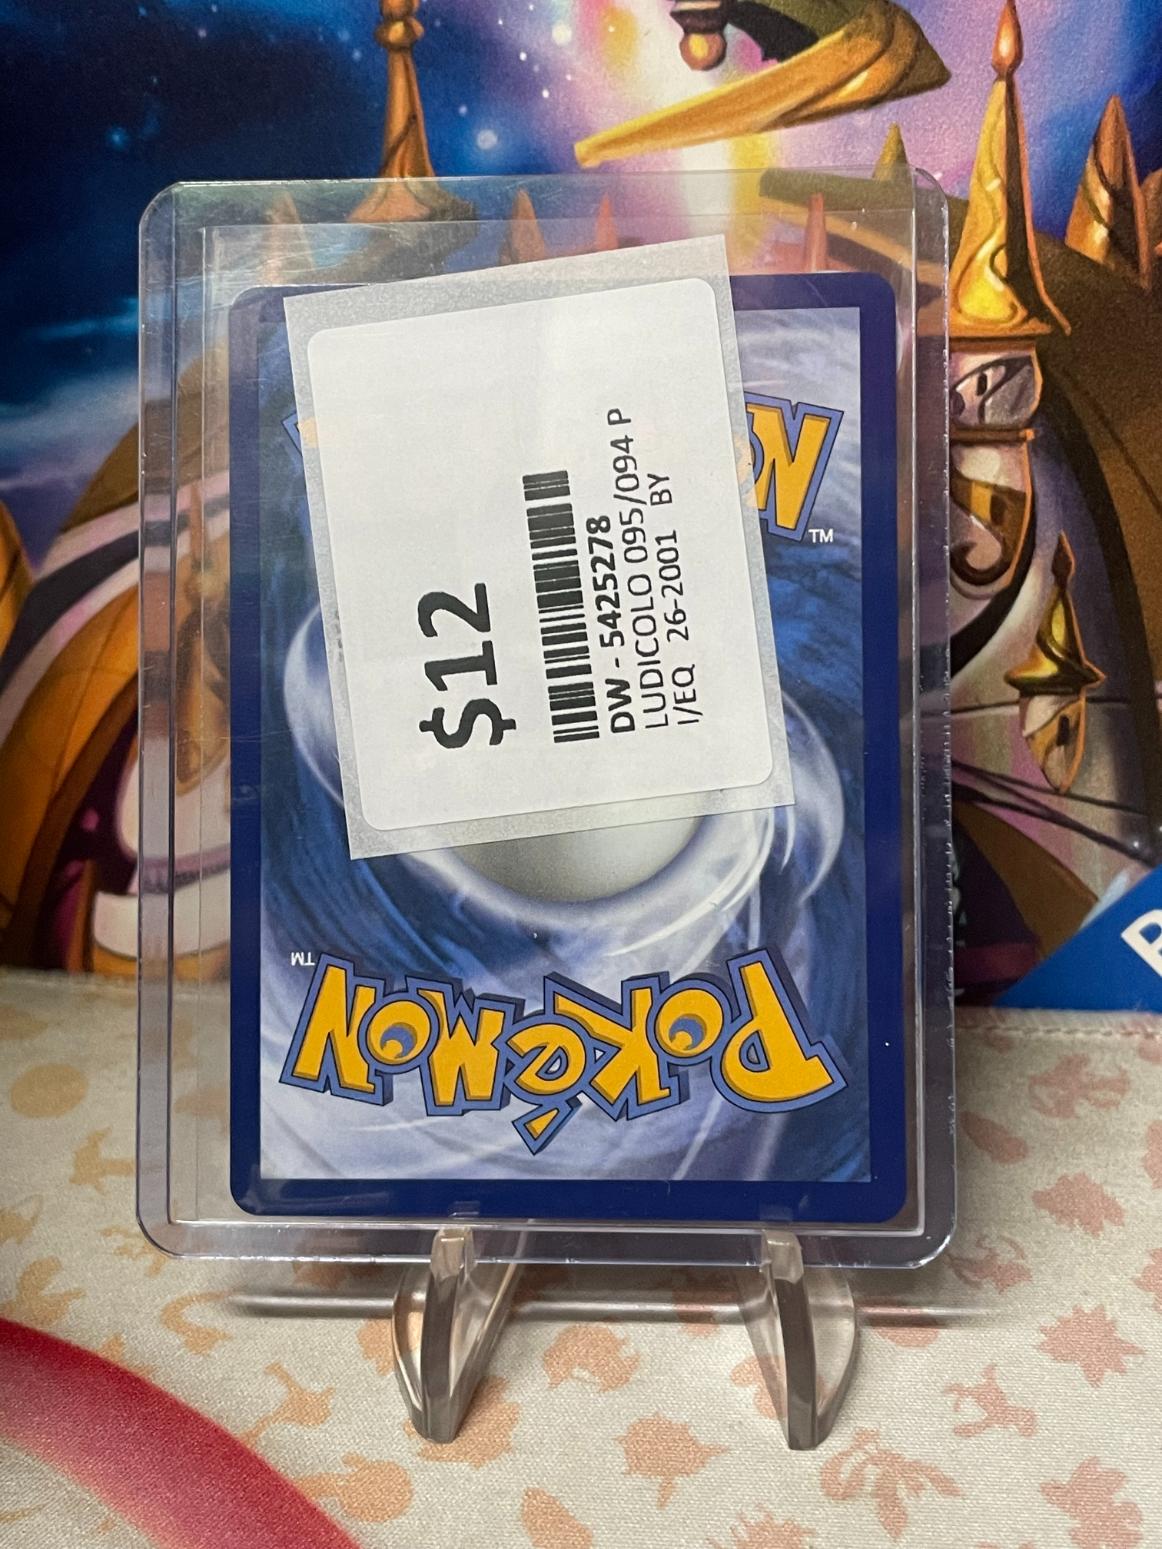 $12
DW - 5425278
LUDICOLO 095/094 P
I/EQ 26-2001 BY
TM
TM
POKéMON